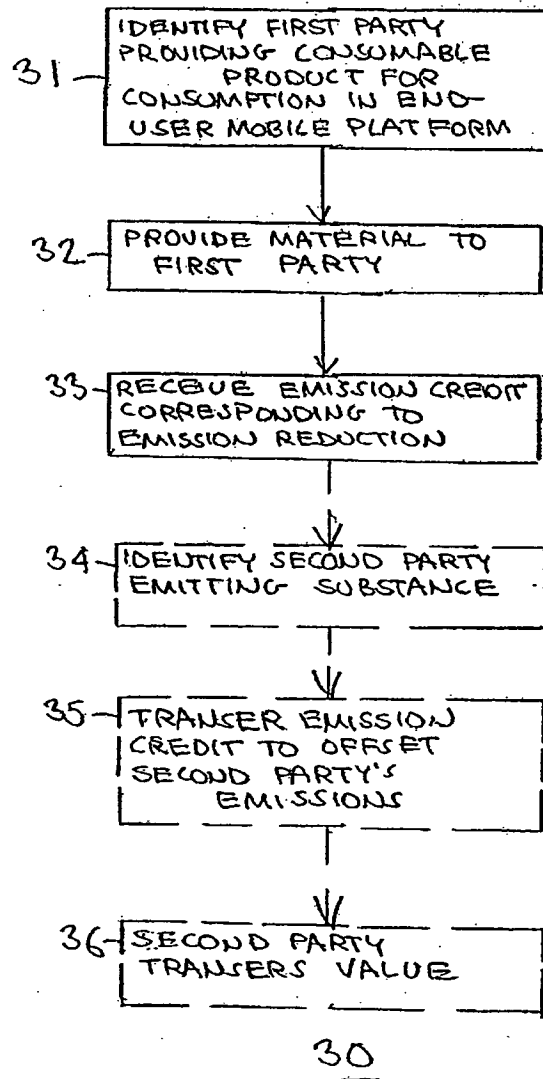 31
IDENTIFY FIRST PARTY
PROVIDING CONSUMABLE
PRODUCT FOR
CONSUMPTION IN END-
USER MOBILE PLATFORM
32
PROVIDE MATERIAL TO
FIRST PARTY
33
RECEIVE EMISSION CREDIT
CORRESPONDING TO
EMISSION REDUCTION
34
IDENTIFY SECOND PARTY
EMITTING SUBSTANCE
35
TRANSER EMISSION
CREDIT TO OFFSET
SECOND PARTY'S
EMISSIONS
36
SECOND PARTY
TRANSERS VALUE
30